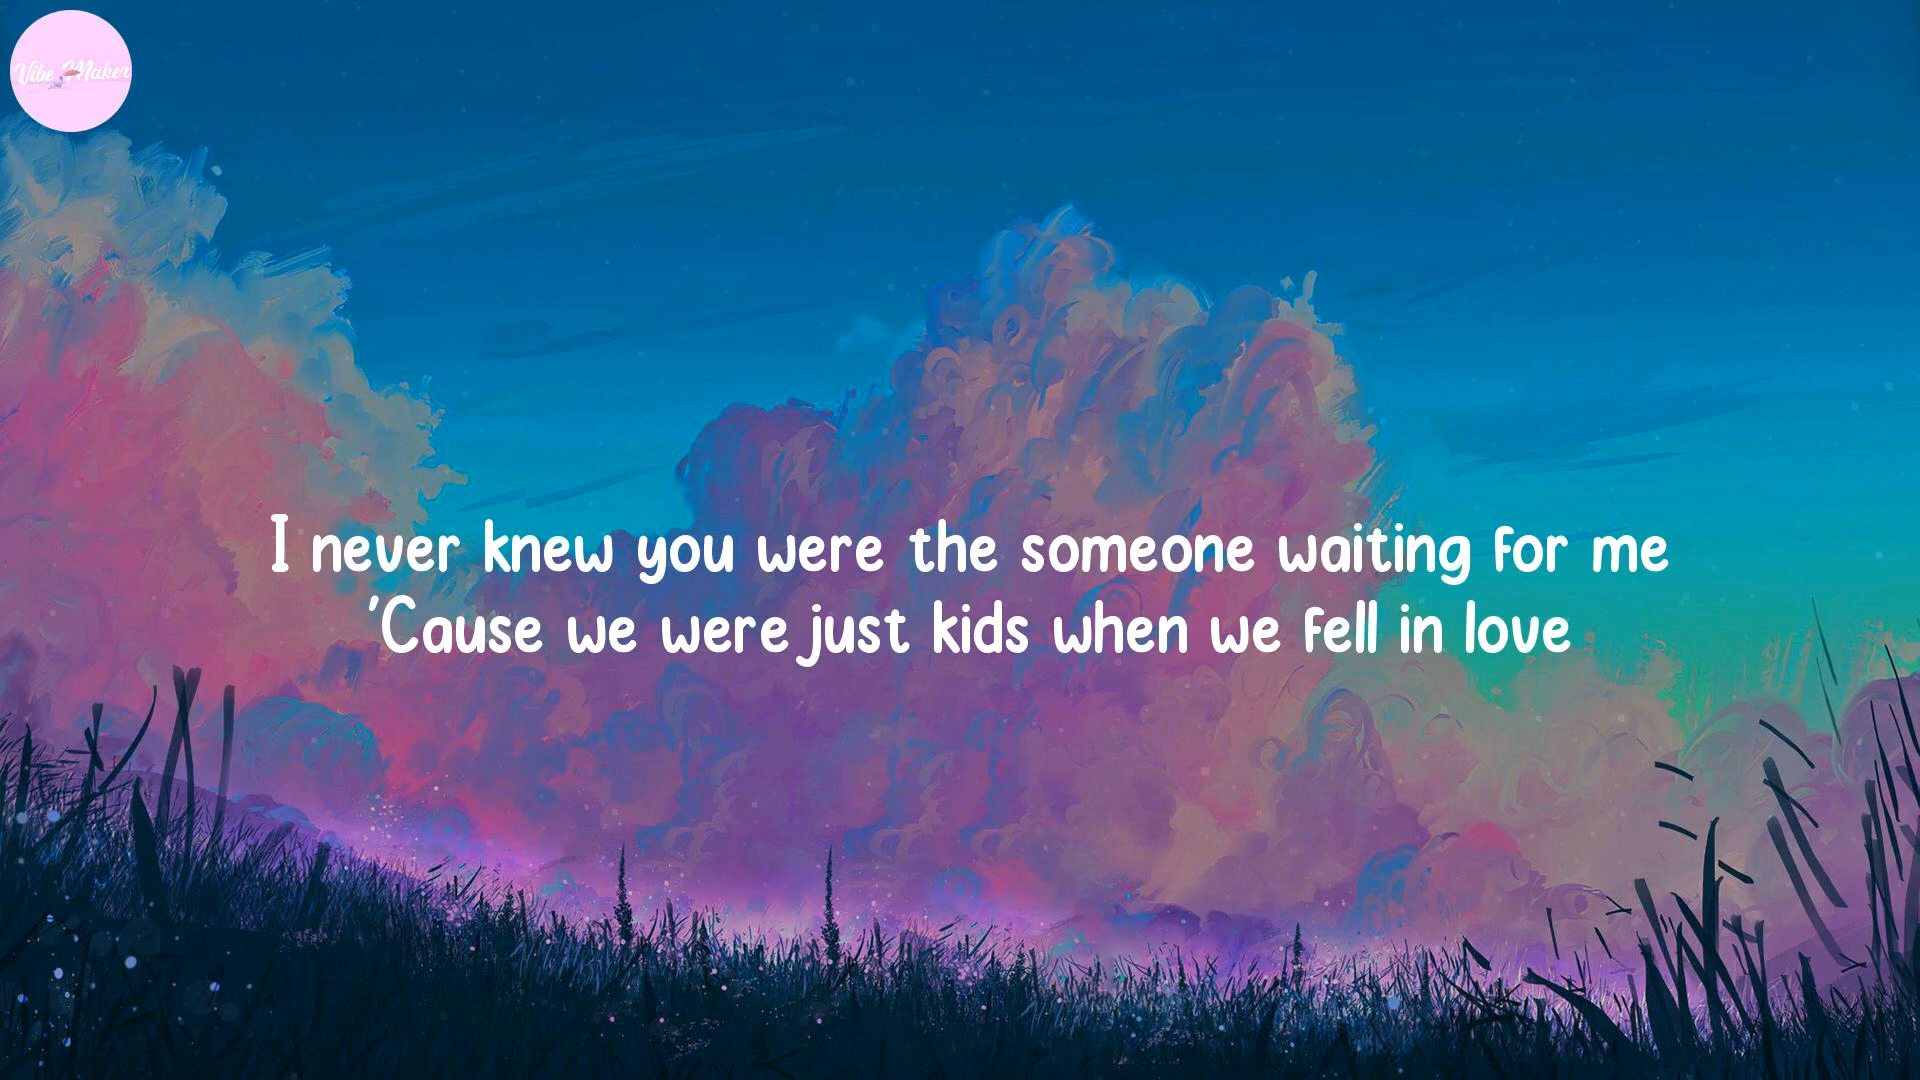 Vibe Maker
I never knew you were the someone waiting for me
'Cause we were just kids when we fell in love